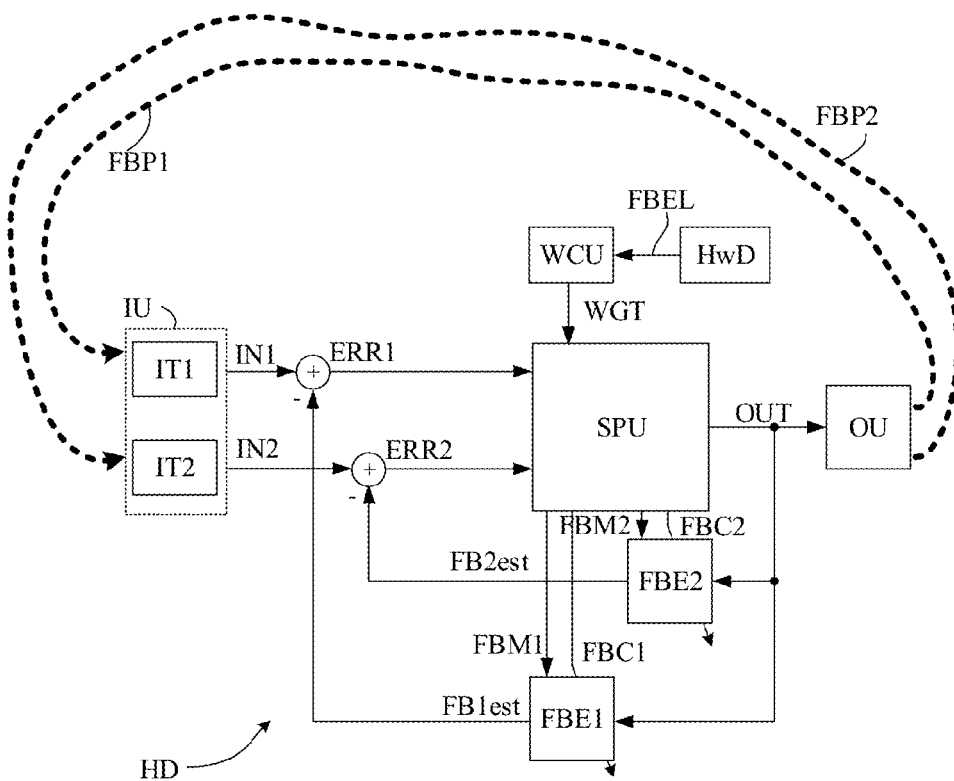 FBP1
FBP2
FBEL
WCU
HwD
IU
WGT
IT1
IN1
+
-
ERR1
SPU
OUT
OU
IT2
IN2
+
-
ERR2
FBM2
FBC2
FB2est
FBE2
FBM1
FBC1
FB1est
FBE1
HD